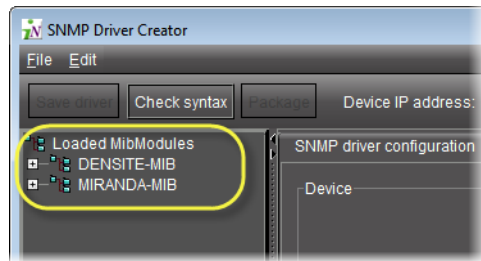 SNMP Driver Creator
File Edit
Save driver Check syntax Package Device IP address:
Loaded MibModules SNMP driver configuration
DENSITE-MIB
MIRANDA-MIB
Device